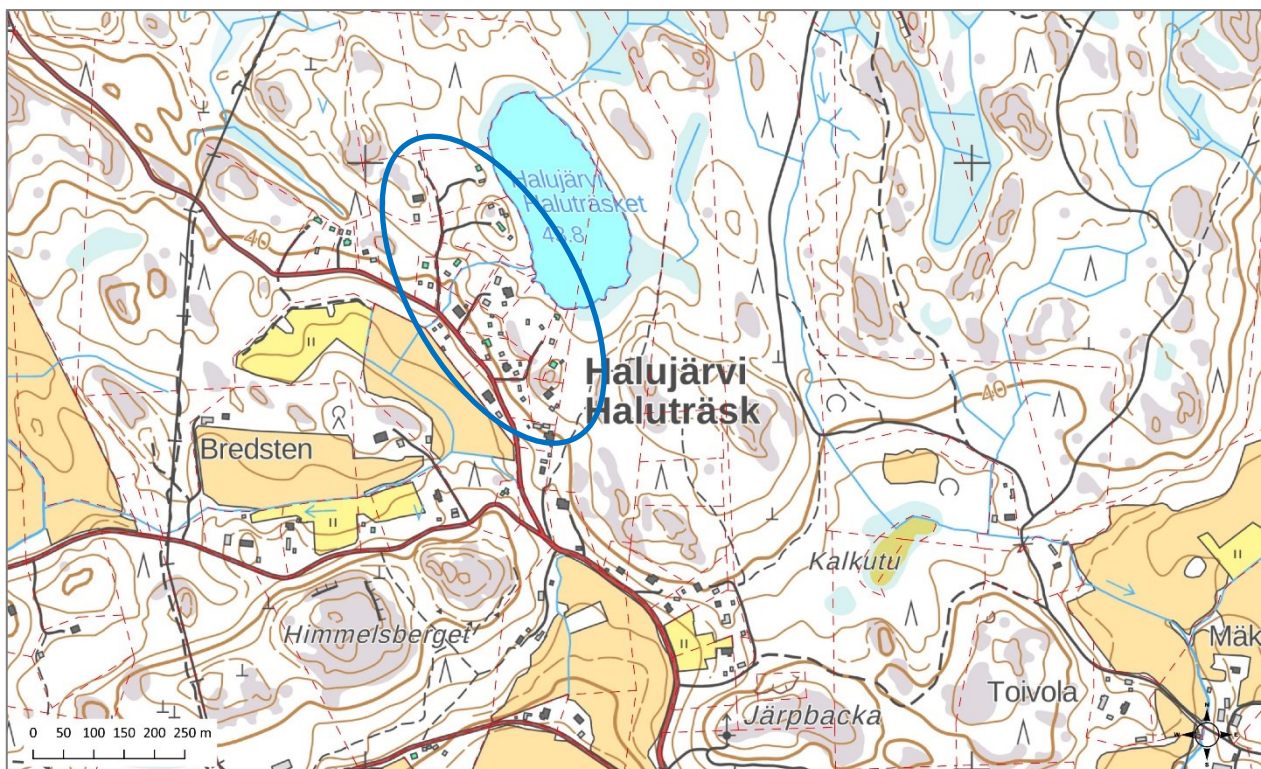 Halujärvi
Haluträsket
43.8
40
Halujärvi
Haluträsk
40
Bredsten
Kalkutu
Himmelsberget
Mäk
Toivola
Järpbacka
0 50 100 150 200 250 m